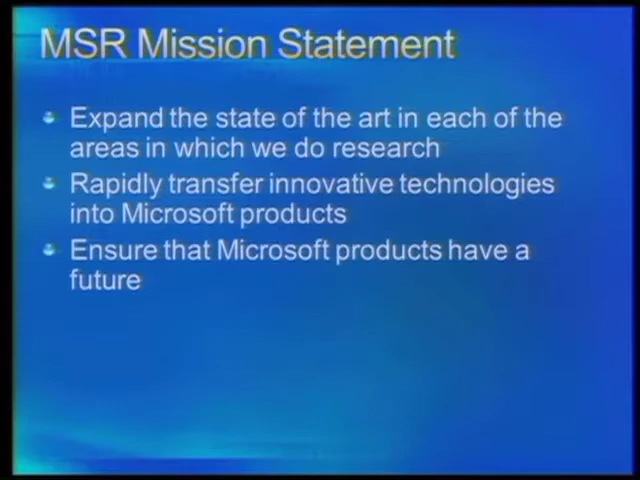 MSR Mission Statement
Expand the state of the art in each of the
areas in which we do research
Rapidly transfer innovative technologies
into Microsoft products
Ensure that Microsoft products have a
future